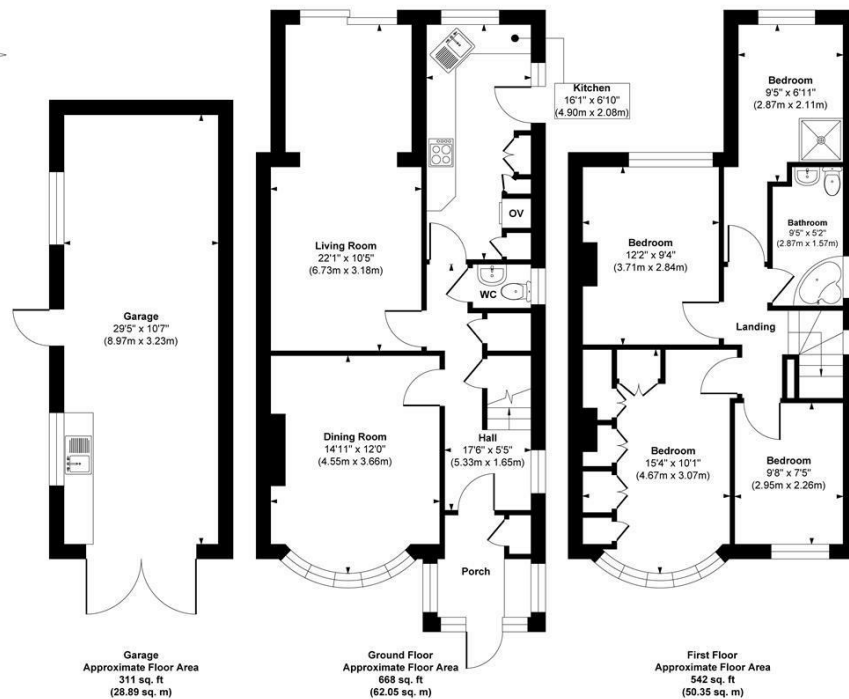 Garage
29'5" x 10'7"
(8.97m x 3.23m)
Garage
Approximate Floor Area
311 sq. ft
(28.89 sq. m)
Kitchen
16'1" x 6'10"
(4.90m x 2.08m)
OV
Living Room
22'1" x 10'5"
(6.73m x 3.18m)
WC
Dining Room
14'11" x 12'0"
(4.55m x 3.66m)
Hall
17'6" x 5'5"
(5.33m x 1.65m)
Porch
Ground Floor
Approximate Floor Area
668 sq. ft
(62.05 sq. m)
Bedroom
9'5" x 6'11"
(2.87m x 2.11m)
Bathroom
9'5" x 5'2"
(2.87m x 1.57m)
Bedroom
12'2" x 9'4"
(3.71m x 2.84m)
Landing
Bedroom
15'4" x 10'1"
(4.67m x 3.07m)
Bedroom
9'8" x 7'5"
(2.95m x 2.26m)
First Floor
Approximate Floor Area
542 sq. ft
(50.35 sq. m)